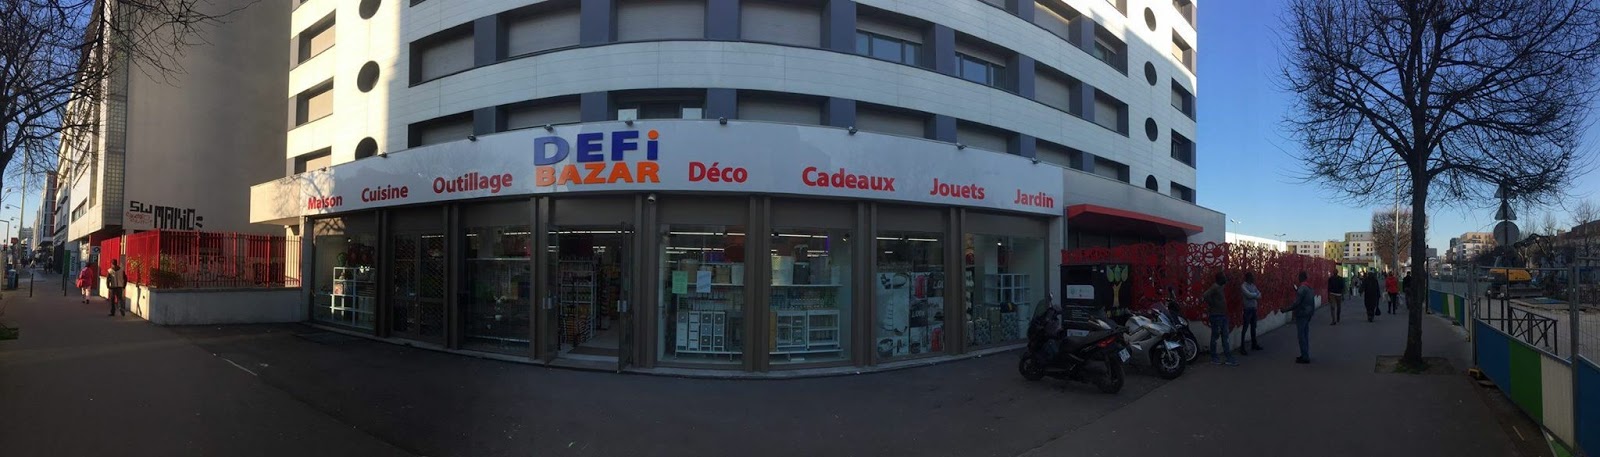 Maison Cuisine Outillage DEFi BAZAR Déco Cadeaux Jouets Jardin